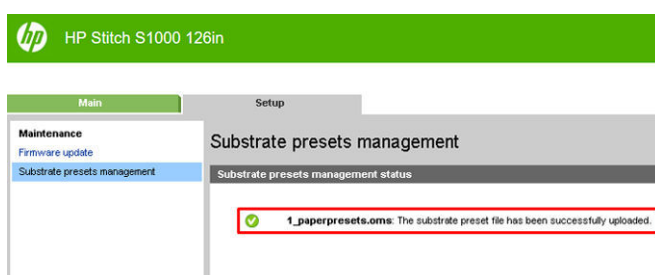 hp HP Stitch S1000 126in
Main Setup
Maintenance
Firmware update
Substrate presets management
Substrate presets management
Substrate presets management status
1_paperpresets.oms: The substrate preset file has been successfully uploaded.